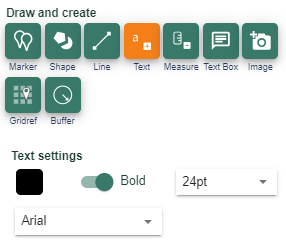 Draw and create
a
Marker Shape Line Text Measure Text Box Image
Gridref Buffer
Text settings
Bold 24pt
Arial